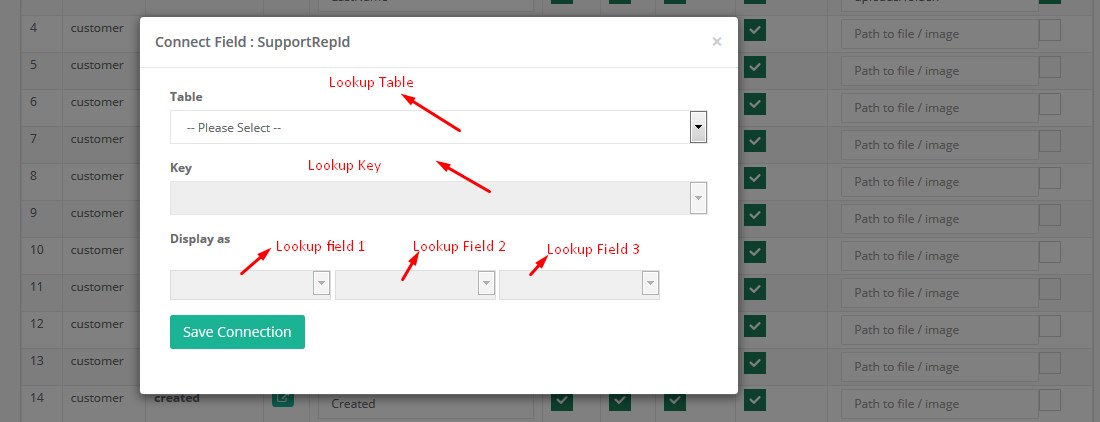 4 customer Path to file / image
Connect Field : SupportRepId ×
5 customer Path to file / image
Lookup Table
Table
6 customer Path to file / image
-- Please Select --
7 customer Path to file / image
Lookup Key
Key
8 customer Path to file / image
9 customer Path to file / image
Display as
Lookup field 1 Lookup Field 2 Lookup Field 3
10 customer Path to file / image
11 customer Path to file / image
12 customer Path to file / image
Save Connection
13 customer Path to file / image
14 customer created Created Path to file / image